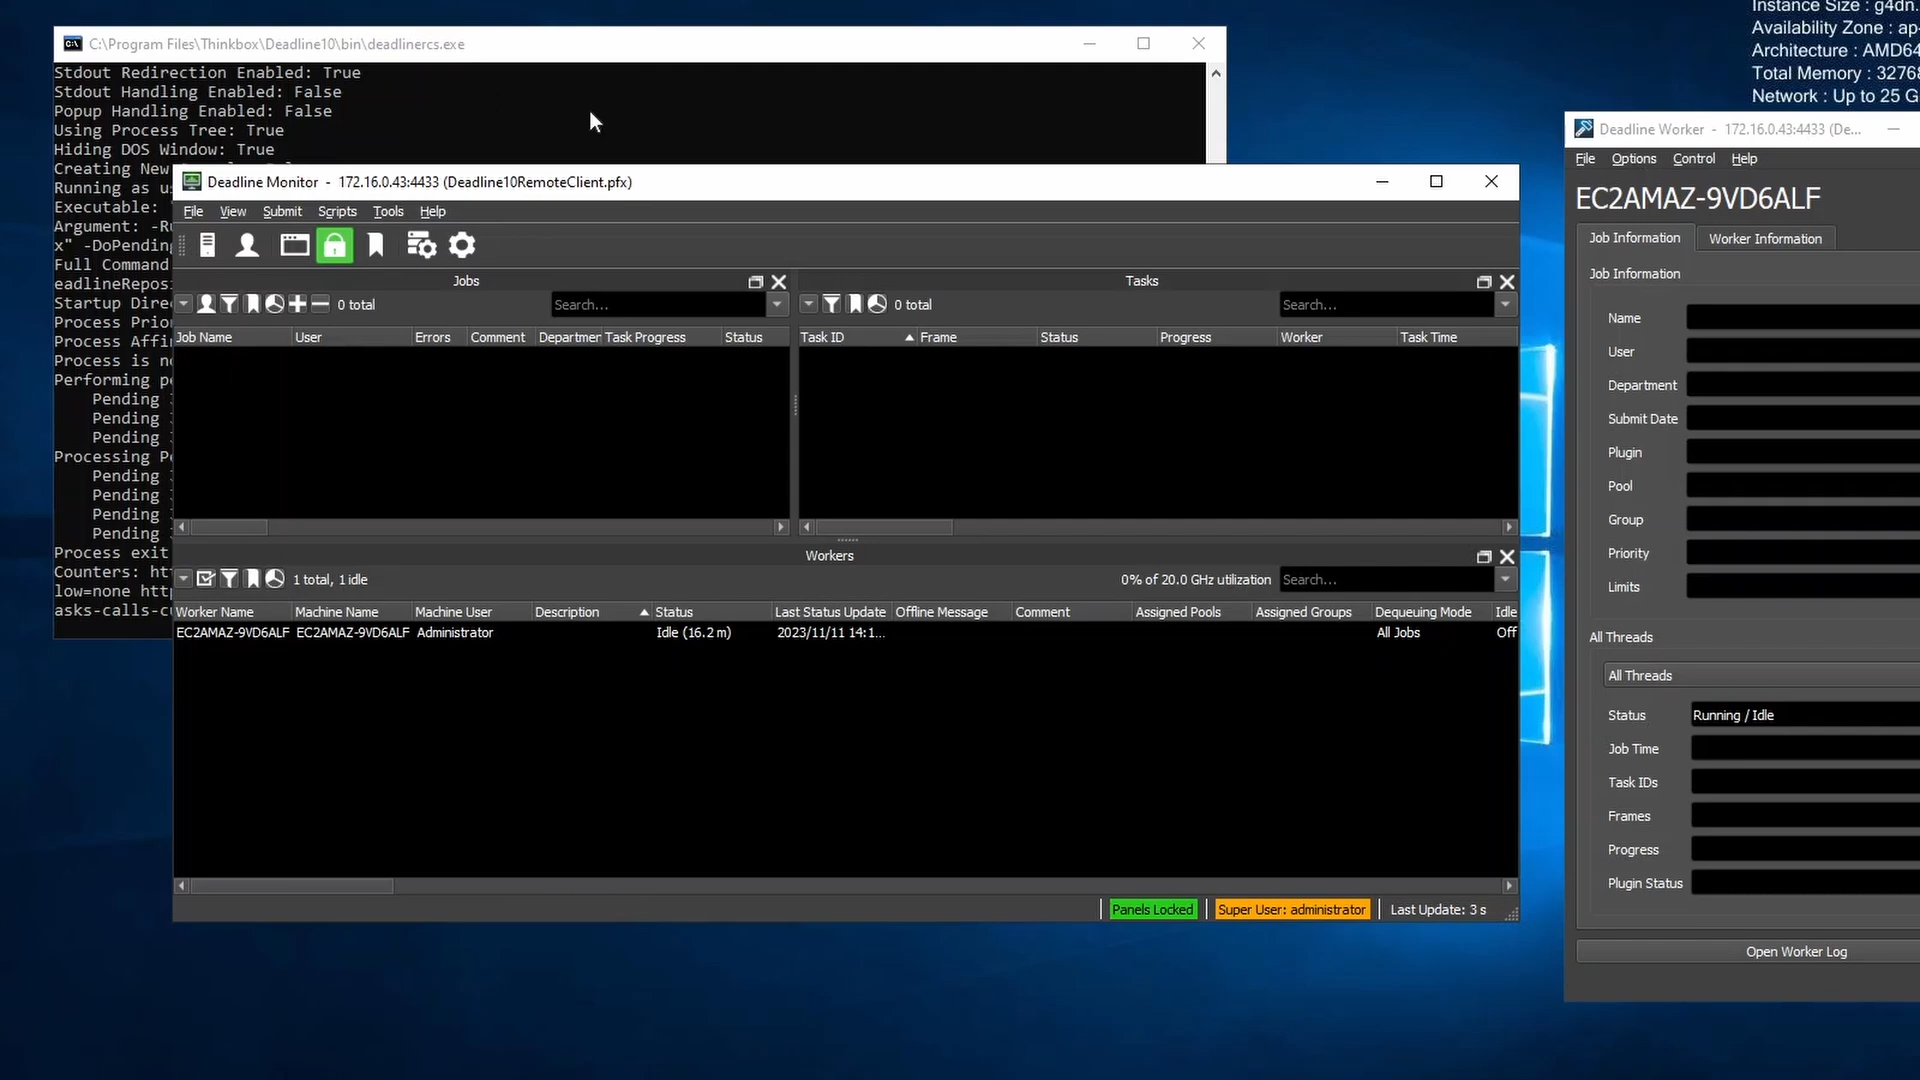 Instance Size : g4dn.
Availability Zone : ap-
Architecture : AMD64
Total Memory : 32768
Network : Up to 25 G
C:\Program Files\Thinkbox\Deadline10\bin\deadlinercs.exe
Stdout Redirection Enabled: True
Stdout Handling Enabled: False
Popup Handling Enabled: False
Using Process Tree: True
Hiding DOS Window: True
Creating New
Running as us
Executable:
Argument: -Ru
x" -DoPending
Full Command
eadlineReposi
Startup Dire
Process Prior
Process Affin
Process is no
Performing pe
Pending
Pending
Pending
Processing Pe
Pending
Pending
Pending
Pending
Process exit
Counters: htt
low=none http
asks-calls-cu
Deadline Monitor - 172.16.0.43:4433 (Deadline10RemoteClient.pfx)
File View Submit Scripts Tools Help
Jobs
0 total Search...
Job Name User Errors Comment Departmen Task Progress Status
Tasks
0 total Search...
Task ID Frame Status Progress Worker Task Time
Workers
1 total, 1 idle 0% of 20.0 GHz utilization Search...
Worker Name Machine Name Machine User Description Status Last Status Update Offline Message Comment Assigned Pools Assigned Groups Dequeuing Mode Idle
EC2AMAZ-9VD6ALF EC2AMAZ-9VD6ALF Administrator Idle (16.2 m) 2023/11/11 14:1... All Jobs Off
Panels Locked Super User: administrator Last Update: 3 s
Deadline Worker - 172.16.0.43:4433 (De...
File Options Control Help
EC2AMAZ-9VD6ALF
Job Information Worker Information
Job Information
Name
User
Department
Submit Date
Plugin
Pool
Group
Priority
Limits
All Threads
All Threads
Status Running / Idle
Job Time
Task IDs
Frames
Progress
Plugin Status
Open Worker Log